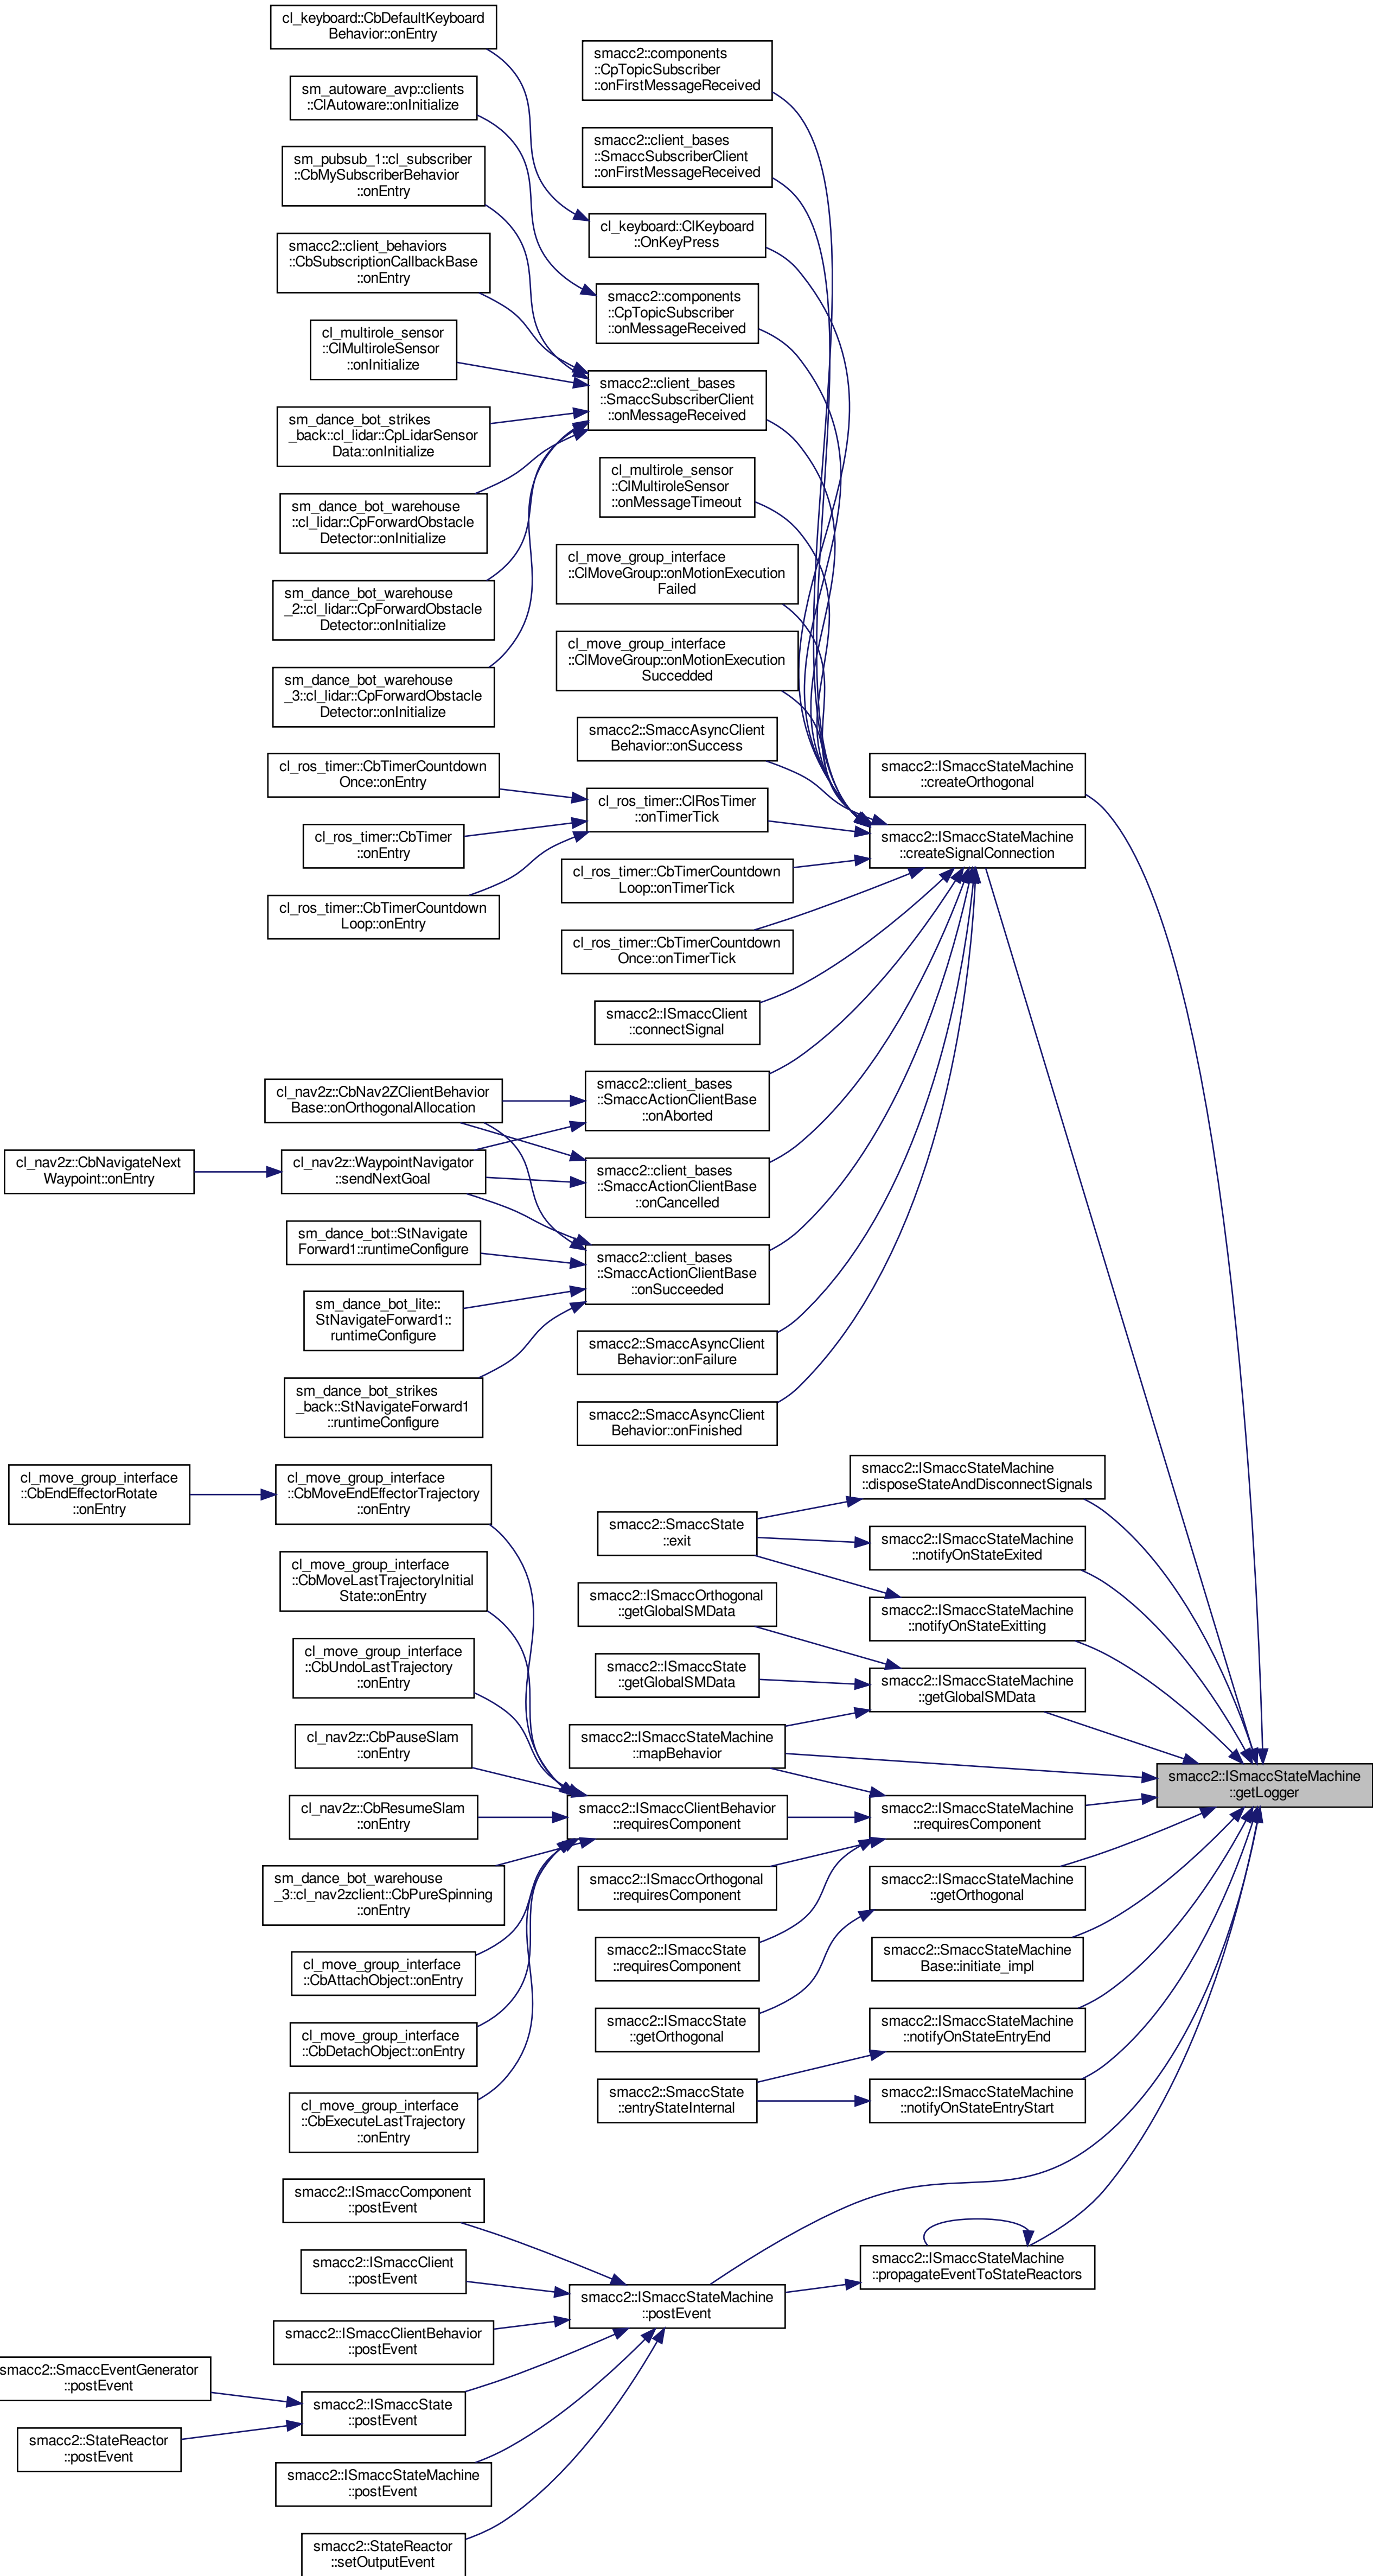 cl_keyboard::CbDefaultKeyboard
Behavior::onEntry
sm_autoware_avp::clients
::ClAutoware::onInitialize
sm_pubsub_1::cl_subscriber
::CbMySubscriberBehavior
::onEntry
smacc2::client_behaviors
::CbSubscriptionCallbackBase
::onEntry
cl_multirole_sensor
::ClMultiroleSensor
::onInitialize
sm_dance_bot_strikes
_back::cl_lidar::CpLidarSensor
Data::onInitialize
sm_dance_bot_warehouse
::cl_lidar::CpForwardObstacle
Detector::onInitialize
sm_dance_bot_warehouse
_2::cl_lidar::CpForwardObstacle
Detector::onInitialize
sm_dance_bot_warehouse
_3::cl_lidar::CpForwardObstacle
Detector::onInitialize
cl_ros_timer::CbTimerCountdown
Once::onEntry
cl_ros_timer::CbTimer
::onEntry
cl_ros_timer::CbTimerCountdown
Loop::onEntry
smacc2::components
::CpTopicSubscriber
::onFirstMessageReceived
smacc2::client_bases
::SmaccSubscriberClient
::onFirstMessageReceived
cl_keyboard::ClKeyboard
::OnKeyPress
smacc2::components
::CpTopicSubscriber
::onMessageReceived
smacc2::client_bases
::SmaccSubscriberClient
::onMessageReceived
cl_multirole_sensor
::ClMultiroleSensor
::onMessageTimeout
cl_move_group_interface
::ClMoveGroup::onMotionExecution
Failed
cl_move_group_interface
::ClMoveGroup::onMotionExecution
Succedded
smacc2::SmaccAsyncClient
Behavior::onSuccess
cl_ros_timer::ClRosTimer
::onTimerTick
cl_ros_timer::CbTimerCountdown
Loop::onTimerTick
cl_ros_timer::CbTimerCountdown
Once::onTimerTick
smacc2::ISmaccClient
::connectSignal
smacc2::ISmaccStateMachine
::createOrthogonal
smacc2::ISmaccStateMachine
::createSignalConnection
cl_nav2z::CbNavigateNext
Waypoint::onEntry
cl_nav2z::CbNav2ZClientBehavior
Base::onOrthogonalAllocation
cl_nav2z::WaypointNavigator
::sendNextGoal
sm_dance_bot::StNavigate
Forward1::runtimeConfigure
sm_dance_bot_lite::
StNavigateForward1::
runtimeConfigure
sm_dance_bot_strikes
_back::StNavigateForward1
::runtimeConfigure
smacc2::client_bases
::SmaccActionClientBase
::onAborted
smacc2::client_bases
::SmaccActionClientBase
::onCancelled
smacc2::client_bases
::SmaccActionClientBase
::onSucceeded
smacc2::SmaccAsyncClient
Behavior::onFailure
smacc2::SmaccAsyncClient
Behavior::onFinished
cl_move_group_interface
::CbEndEffectorRotate
::onEntry
cl_move_group_interface
::CbMoveEndEffectorTrajectory
::onEntry
cl_move_group_interface
::CbMoveLastTrajectoryInitial
State::onEntry
cl_move_group_interface
::CbUndoLastTrajectory
::onEntry
cl_nav2z::CbPauseSlam
::onEntry
cl_nav2z::CbResumeSlam
::onEntry
sm_dance_bot_warehouse
_3::cl_nav2zclient::CbPureSpinning
::onEntry
cl_move_group_interface
::CbAttachObject::onEntry
cl_move_group_interface
::CbDetachObject::onEntry
cl_move_group_interface
::CbExecuteLastTrajectory
::onEntry
smacc2::SmaccState
::exit
smacc2::ISmaccOrthogonal
::getGlobalSMData
smacc2::ISmaccState
::getGlobalSMData
smacc2::ISmaccStateMachine
::mapBehavior
smacc2::ISmaccClientBehavior
::requiresComponent
smacc2::ISmaccOrthogonal
::requiresComponent
smacc2::ISmaccState
::requiresComponent
smacc2::ISmaccState
::getOrthogonal
smacc2::SmaccState
::entryStateInternal
smacc2::ISmaccStateMachine
::disposeStateAndDisconnectSignals
smacc2::ISmaccStateMachine
::notifyOnStateExited
smacc2::ISmaccStateMachine
::notifyOnStateExitting
smacc2::ISmaccStateMachine
::getGlobalSMData
smacc2::ISmaccStateMachine
::requiresComponent
smacc2::ISmaccStateMachine
::getOrthogonal
smacc2::SmaccStateMachine
Base::initiate_impl
smacc2::ISmaccStateMachine
::notifyOnStateEntryEnd
smacc2::ISmaccStateMachine
::notifyOnStateEntryStart
smacc2::ISmaccStateMachine
::getLogger
smacc2::ISmaccComponent
::postEvent
smacc2::ISmaccClient
::postEvent
smacc2::ISmaccClientBehavior
::postEvent
smacc2::SmaccEventGenerator
::postEvent
smacc2::StateReactor
::postEvent
smacc2::ISmaccState
::postEvent
smacc2::ISmaccStateMachine
::postEvent
smacc2::StateReactor
::setOutputEvent
smacc2::ISmaccStateMachine
::postEvent
smacc2::ISmaccStateMachine
::propagateEventToStateReactors